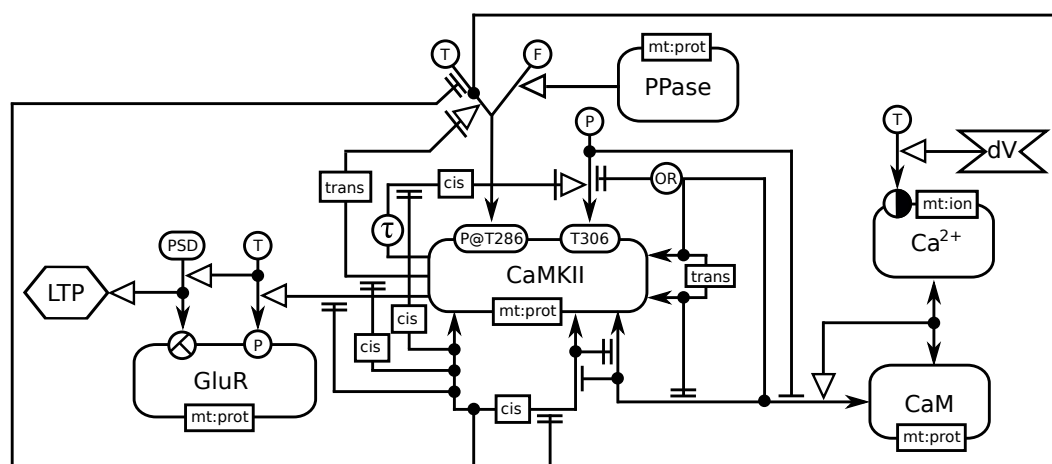 mt:prot
T
F
PPase
T
P
dV
trans
cis
OR
mt:ion
τ
P@T286
T306
Ca2+
PSD
T
CaMKII
trans
LTP
mt:prot
cis
P
cis
GluR
CaM
cis
mt:prot
mt:prot